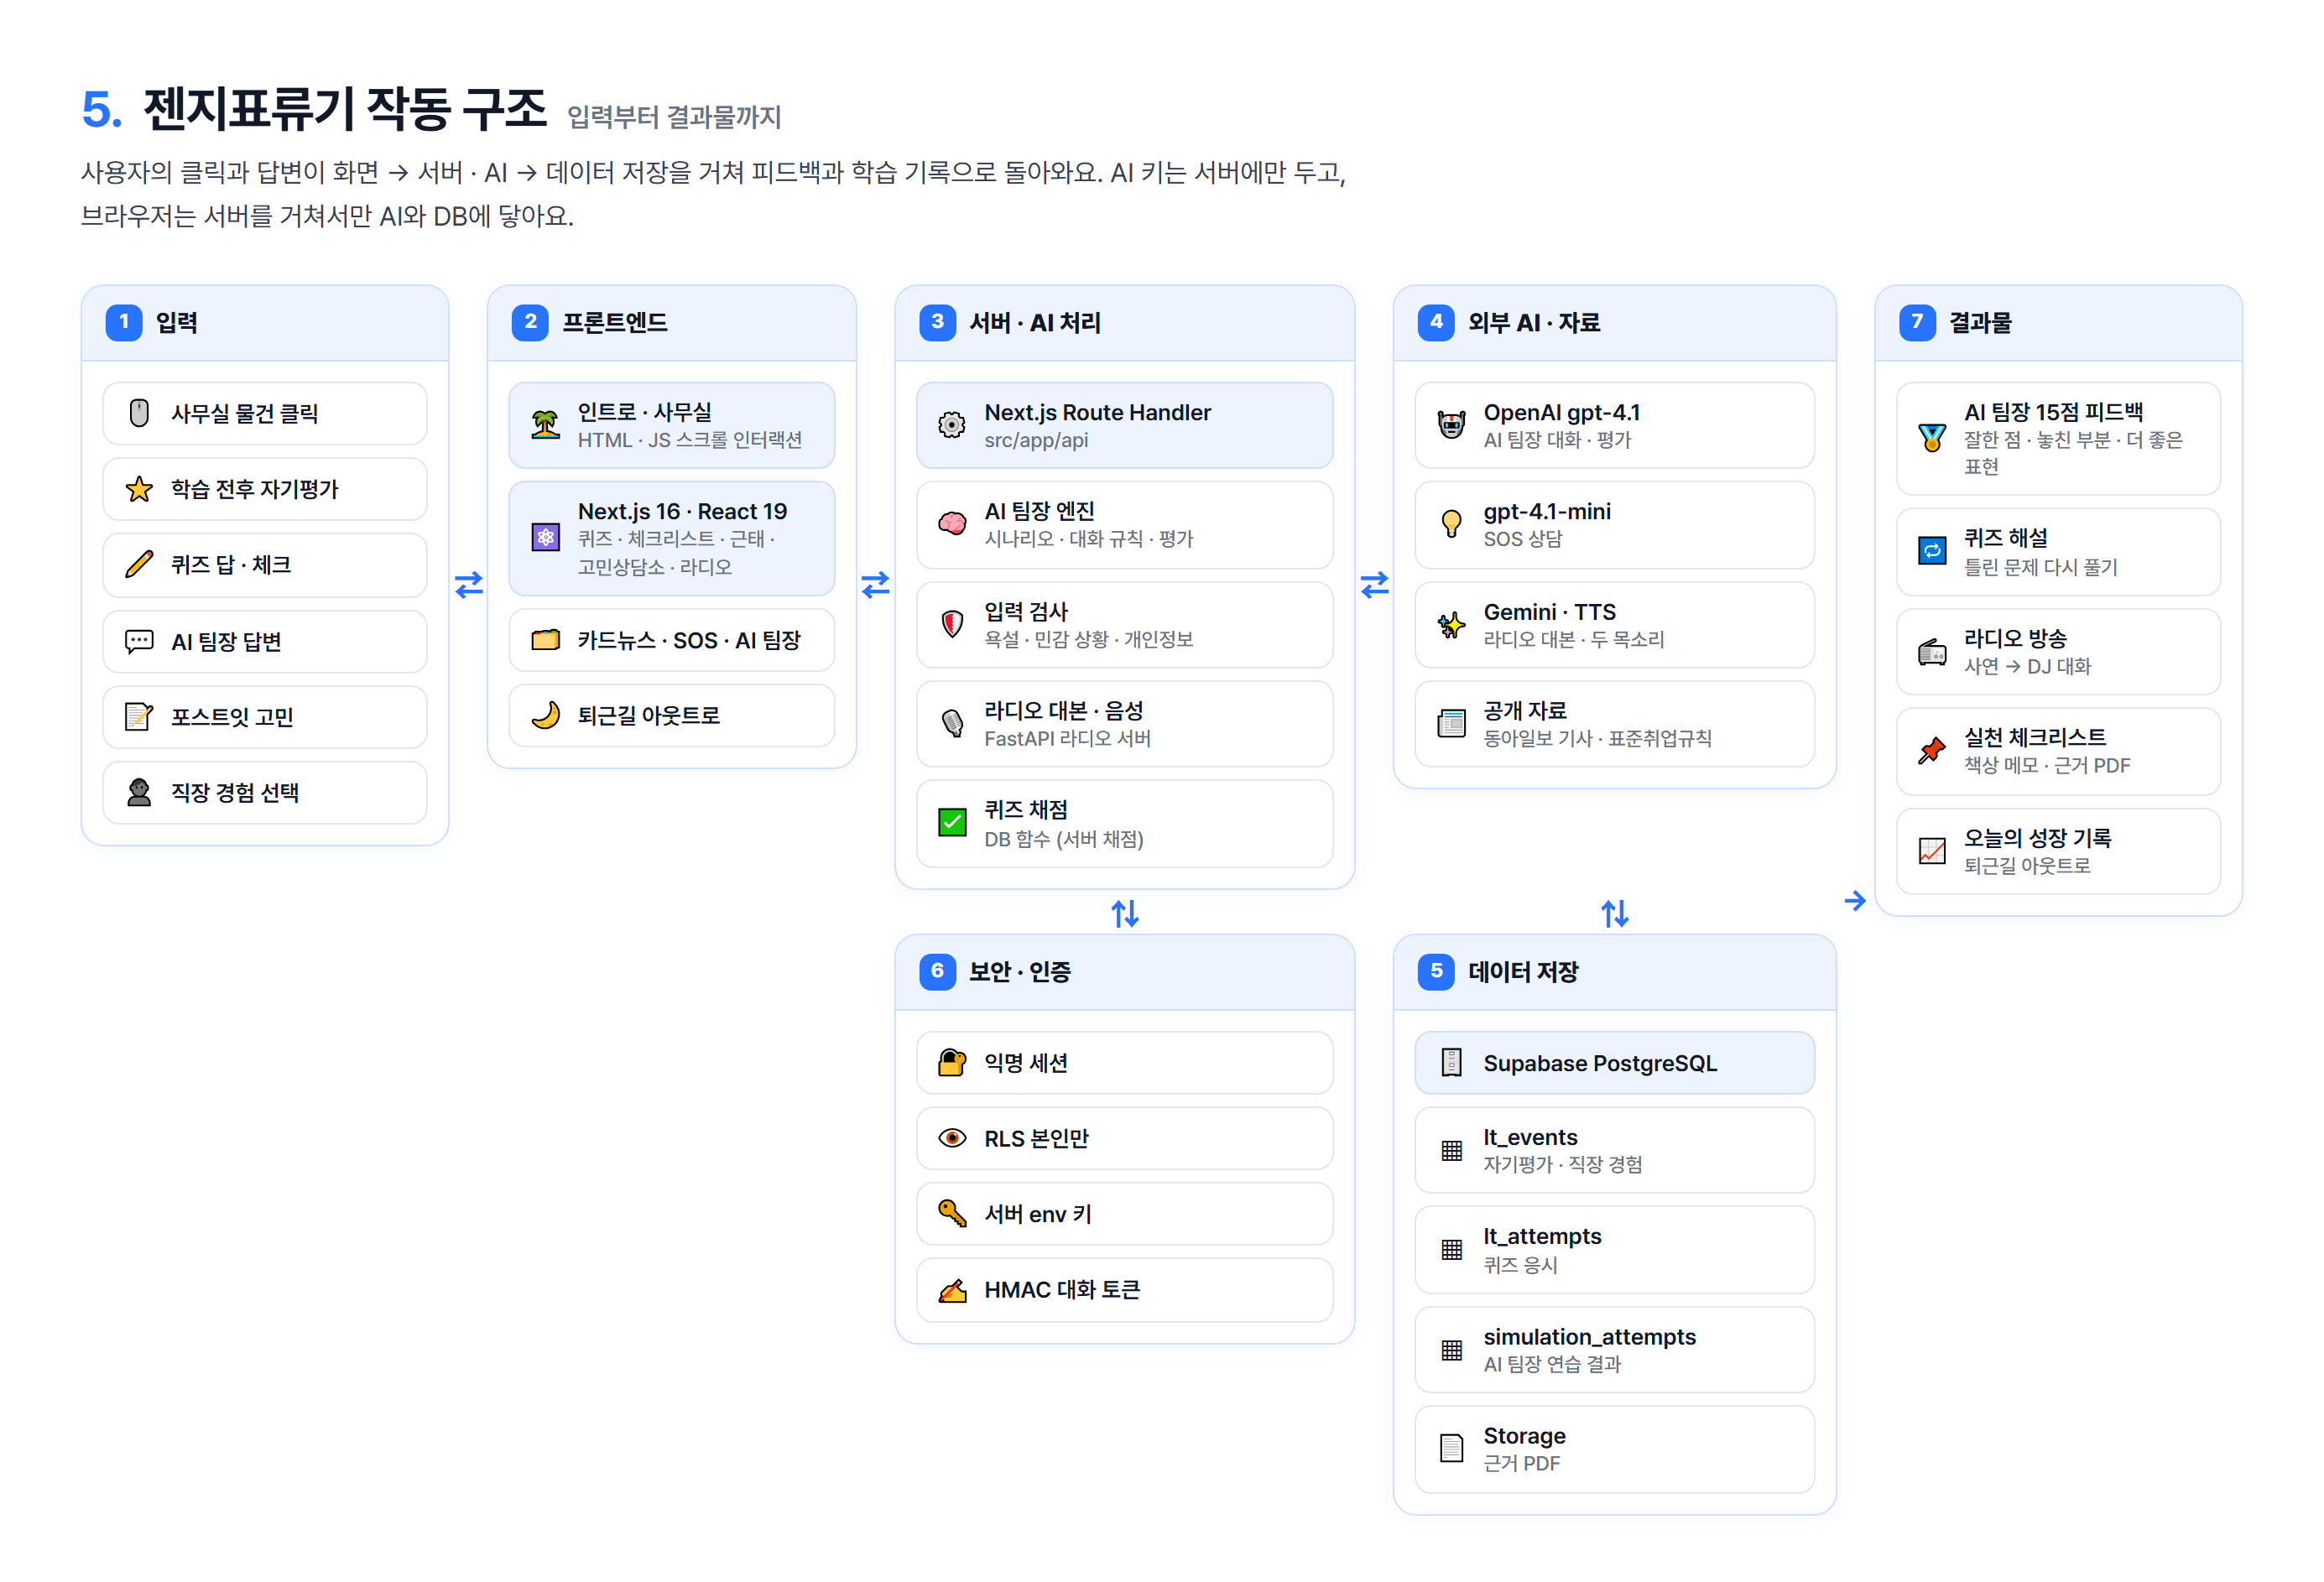 5. 젠지표류기 작동 구조 입력부터 결과물까지
사용자의 클릭과 답변이 화면 → 서버 · AI → 데이터 저장을 거쳐 피드백과 학습 기록으로 돌아와요. AI 키는 서버에만 두고,
브라우저는 서버를 거쳐서만 AI와 DB에 닿아요.
1 입력
사무실 물건 클릭
학습 전후 자기평가
퀴즈 답 · 체크
AI 팀장 답변
포스트잇 고민
직장 경험 선택
2 프론트엔드
인트로 · 사무실
HTML · JS 스크롤 인터랙션
Next.js 16 · React 19
퀴즈 · 체크리스트 · 근태 ·
고민상담소 · 라디오
카드뉴스 · SOS · AI 팀장
퇴근길 아웃트로
3 서버 · AI 처리
Next.js Route Handler
src/app/api
AI 팀장 엔진
시나리오 · 대화 규칙 · 평가
입력 검사
욕설 · 민감 상황 · 개인정보
라디오 대본 · 음성
FastAPI 라디오 서버
퀴즈 채점
DB 함수 (서버 채점)
4 외부 AI · 자료
OpenAI gpt-4.1
AI 팀장 대화 · 평가
gpt-4.1-mini
SOS 상담
Gemini · TTS
라디오 대본 · 두 목소리
공개 자료
동아일보 기사 · 표준취업규칙
7 결과물
AI 팀장 15점 피드백
잘한 점 · 놓친 부분 · 더 좋은
표현
퀴즈 해설
틀린 문제 다시 풀기
라디오 방송
사연 → DJ 대화
실천 체크리스트
책상 메모 · 근거 PDF
오늘의 성장 기록
퇴근길 아웃트로
6 보안 · 인증
익명 세션
RLS 본인만
서버 env 키
HMAC 대화 토큰
5 데이터 저장
Supabase PostgreSQL
lt_events
자기평가 · 직장 경험
lt_attempts
퀴즈 응시
simulation_attempts
AI 팀장 연습 결과
Storage
근거 PDF